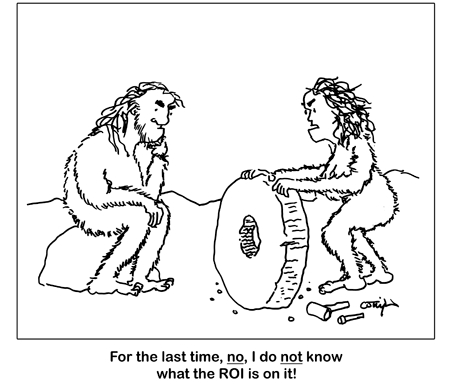 For the last time, no, I do not know
what the ROI is on it!